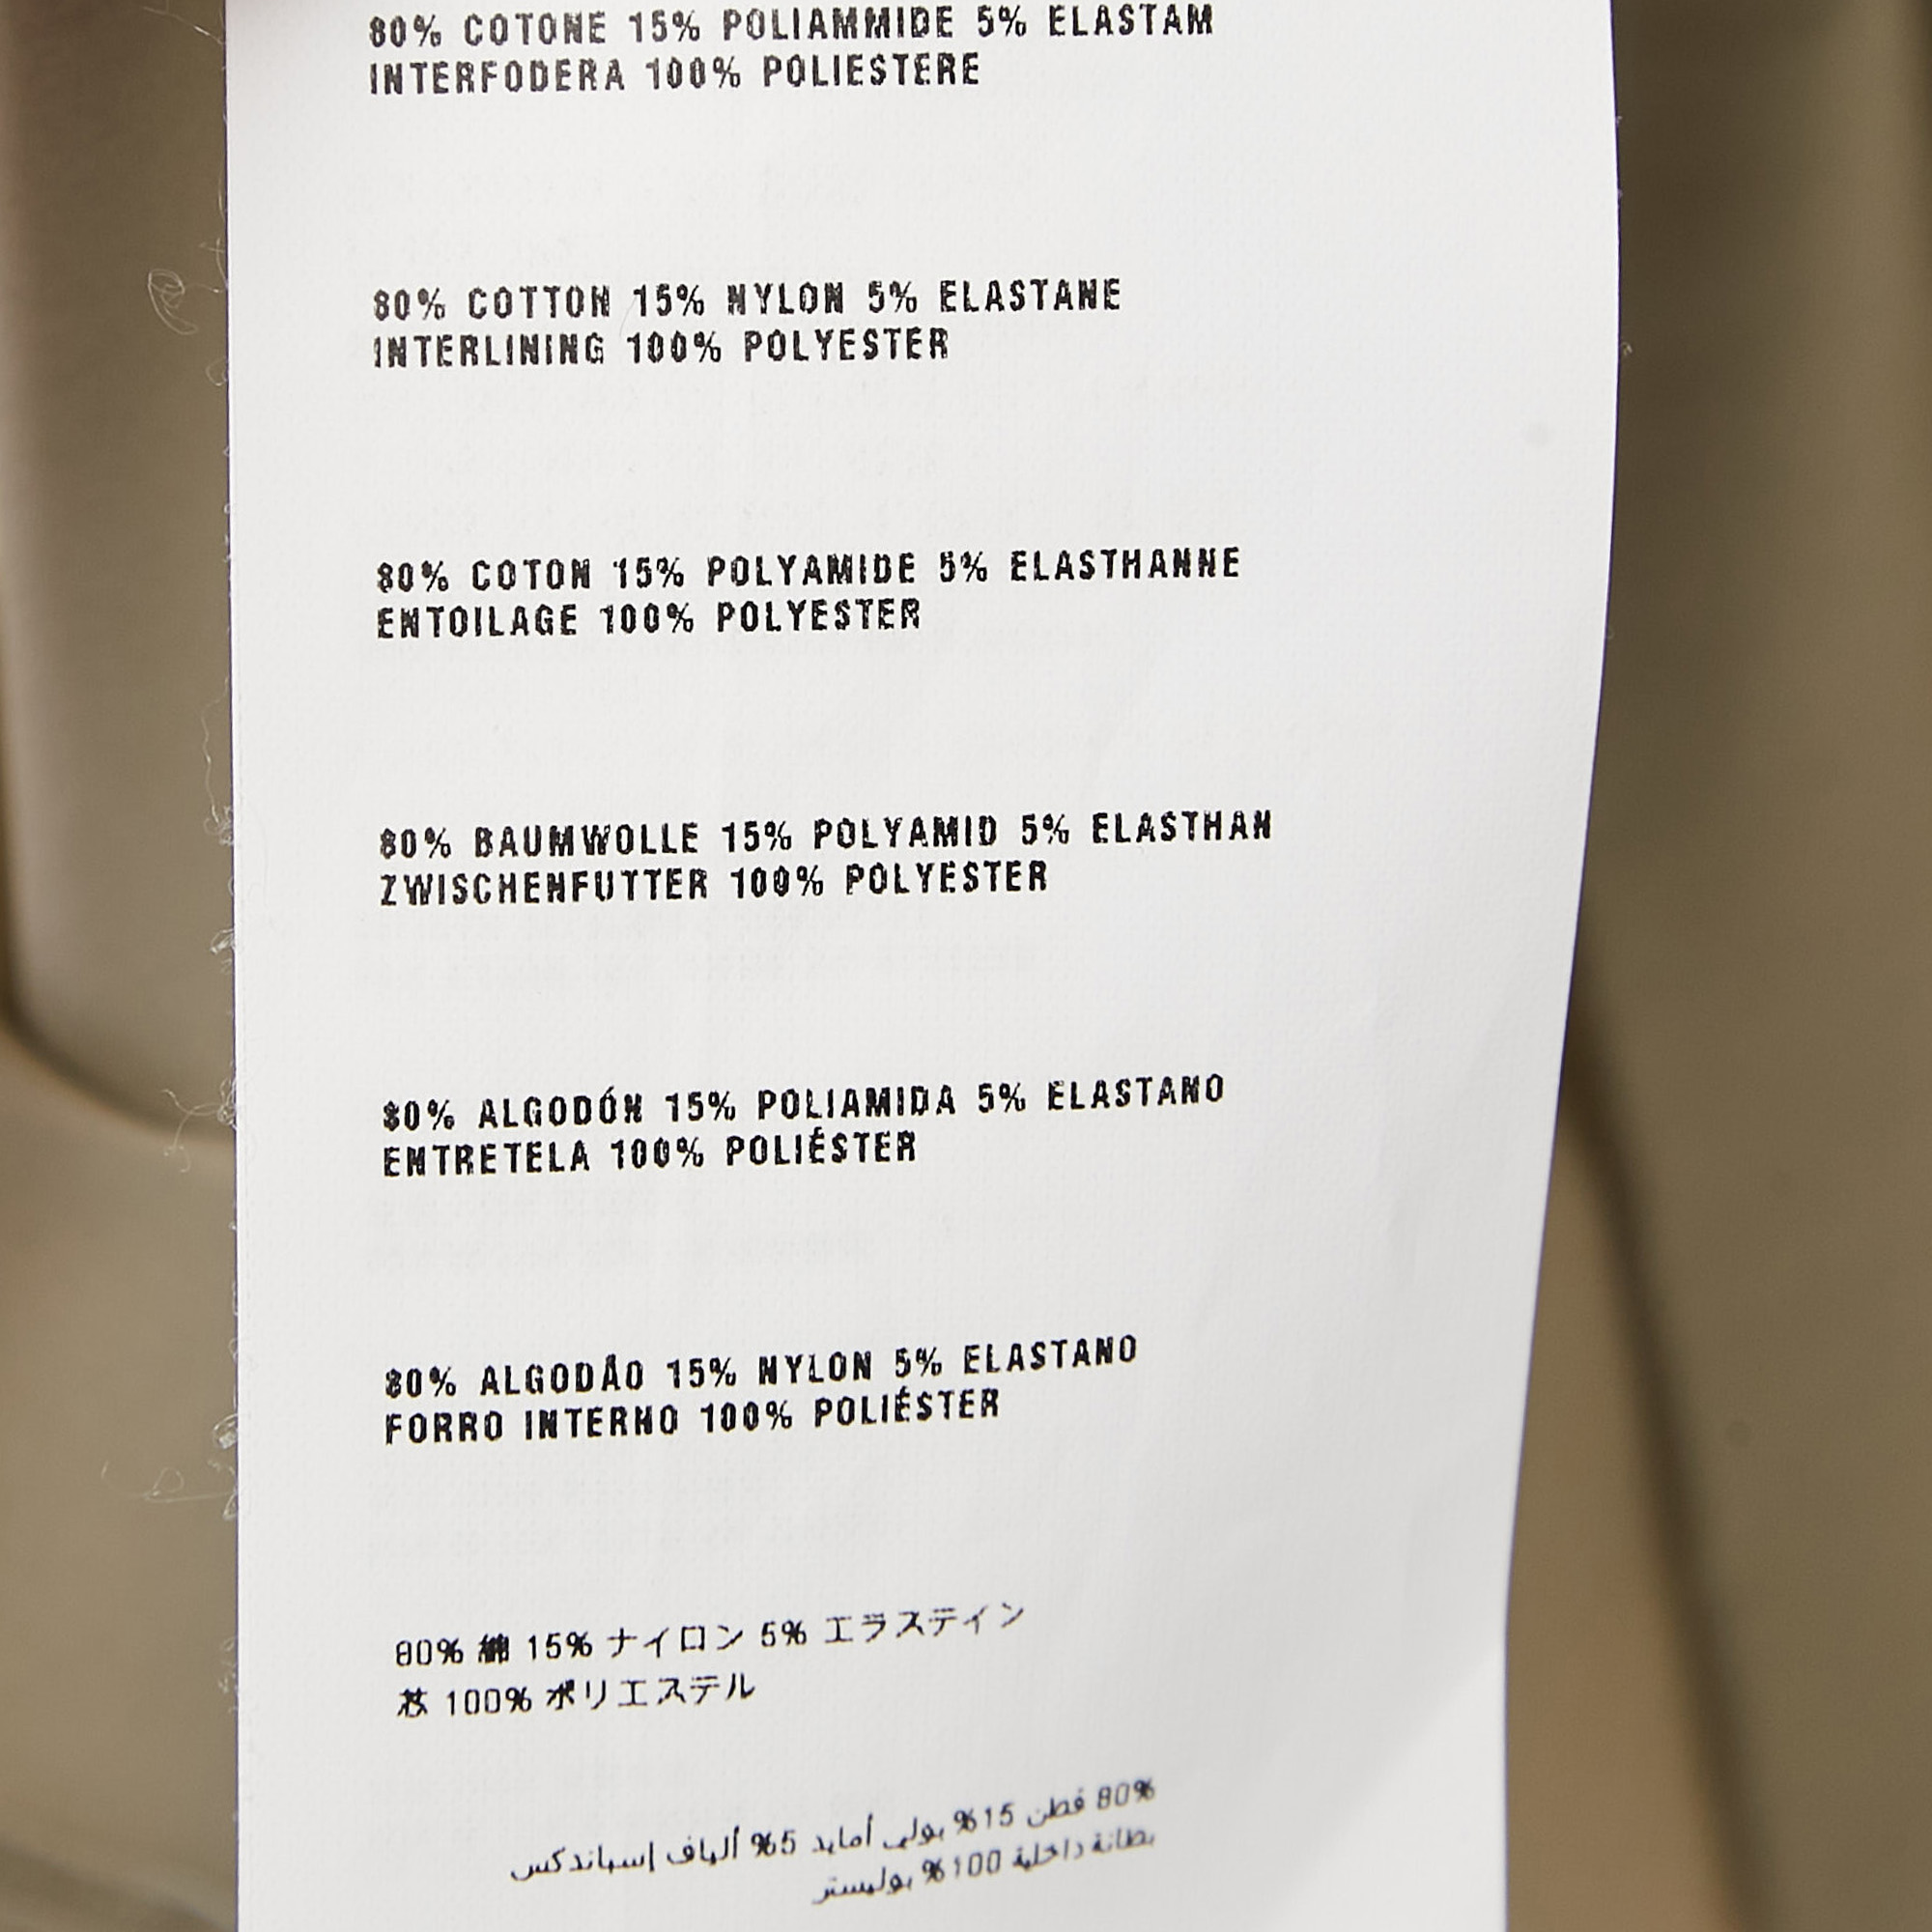 80% COTONE 15% POLIAMMIDE 5% ELASTAM
INTERFODERA 100% POLIESTERE
80% COTTON 15% NYLON 5% ELASTANE
INTERLINING 100% POLYESTER
80% COTON 15% POLYAMIDE 5% ELASTHANNE
ENTOILAGE 100% POLYESTER
80% BAUMWOLLE 15% POLYAMID 5% ELASTHAN
ZWISCHENFUTTER 100% POLYESTER
80% ALGODÓN 15% POLIAMIDA 5% ELASTANO
ENTRETELA 100% POLIÉSTER
80% ALGODÃO 15% NYLON 5% ELASTANO
FORRO INTERNO 100% POLIÉSTER
80% 綿 15% ナイロン 5% エラステイン
芯 100% ポリエステル
80% قطن 15% بولي أمايد 5% ألياف إسباندكس
بطانة داخلية 100% بوليستر